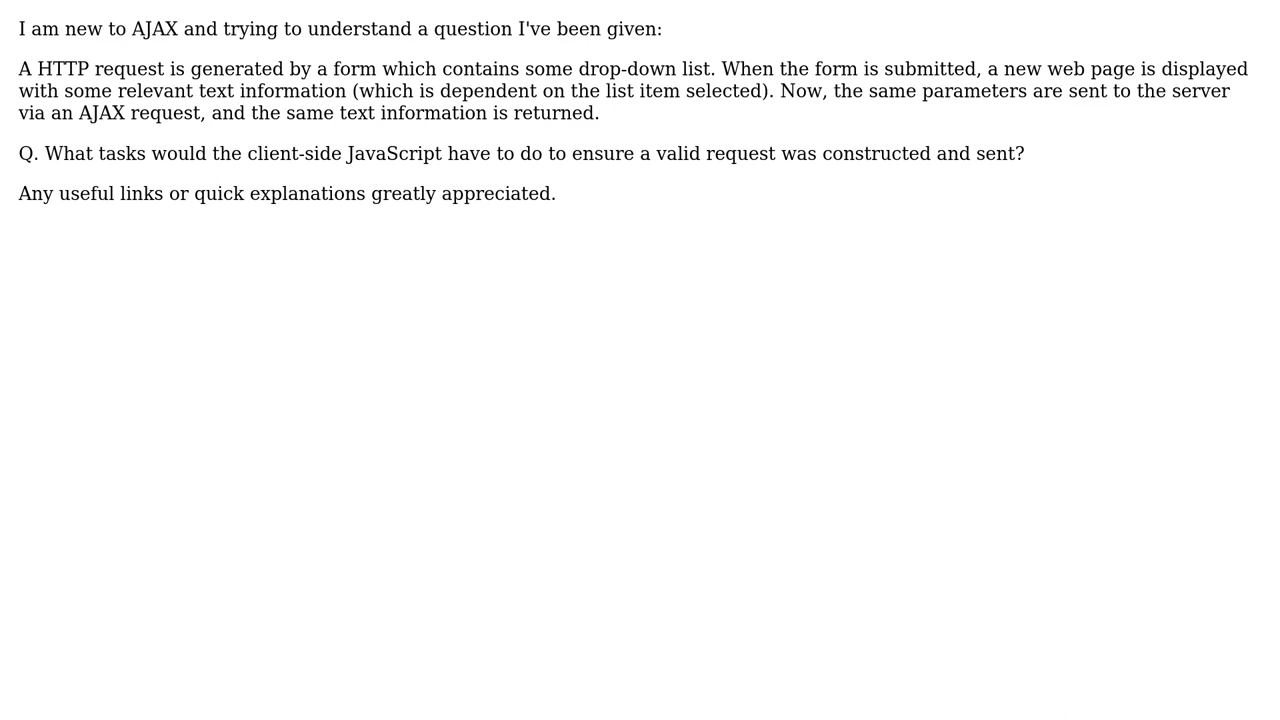 I am new to AJAX and trying to understand a question I've been given:
A HTTP request is generated by a form which contains some drop-down list. When the form is submitted, a new web page is displayed
with some relevant text information (which is dependent on the list item selected). Now, the same parameters are sent to the server
via an AJAX request, and the same text information is returned.
Q. What tasks would the client-side JavaScript have to do to ensure a valid request was constructed and sent?
Any useful links or quick explanations greatly appreciated.